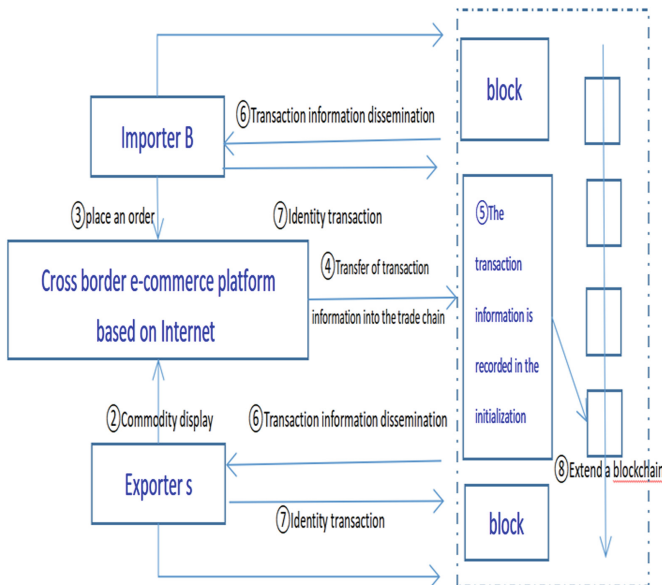 block
⑥Transaction information dissemination
Importer B
③place an order
⑦Identity transaction
⑤The
transaction
information is
recorded in the
initialization
④Transfer of transaction
information into the trade chain
Cross border e-commerce platform
based on Internet
②Commodity display
⑥Transaction information dissemination
⑧Extend a blockchain
Exporter s
⑦Identity transaction
block